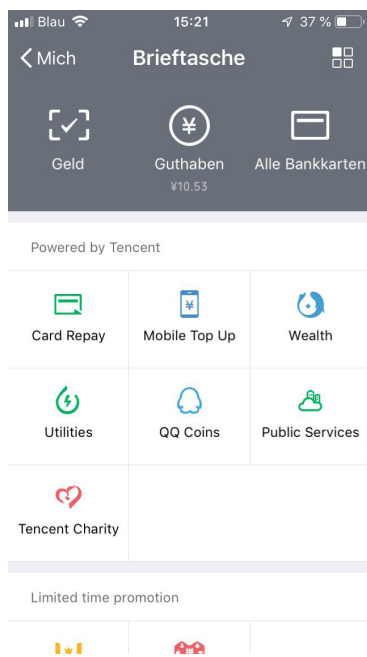 Blau 15:21 37 %
Mich Brieftasche
Geld Guthaben Alle Bankkarten
¥10.53
Powered by Tencent
Card Repay Mobile Top Up Wealth
Utilities QQ Coins Public Services
Tencent Charity
Limited time promotion